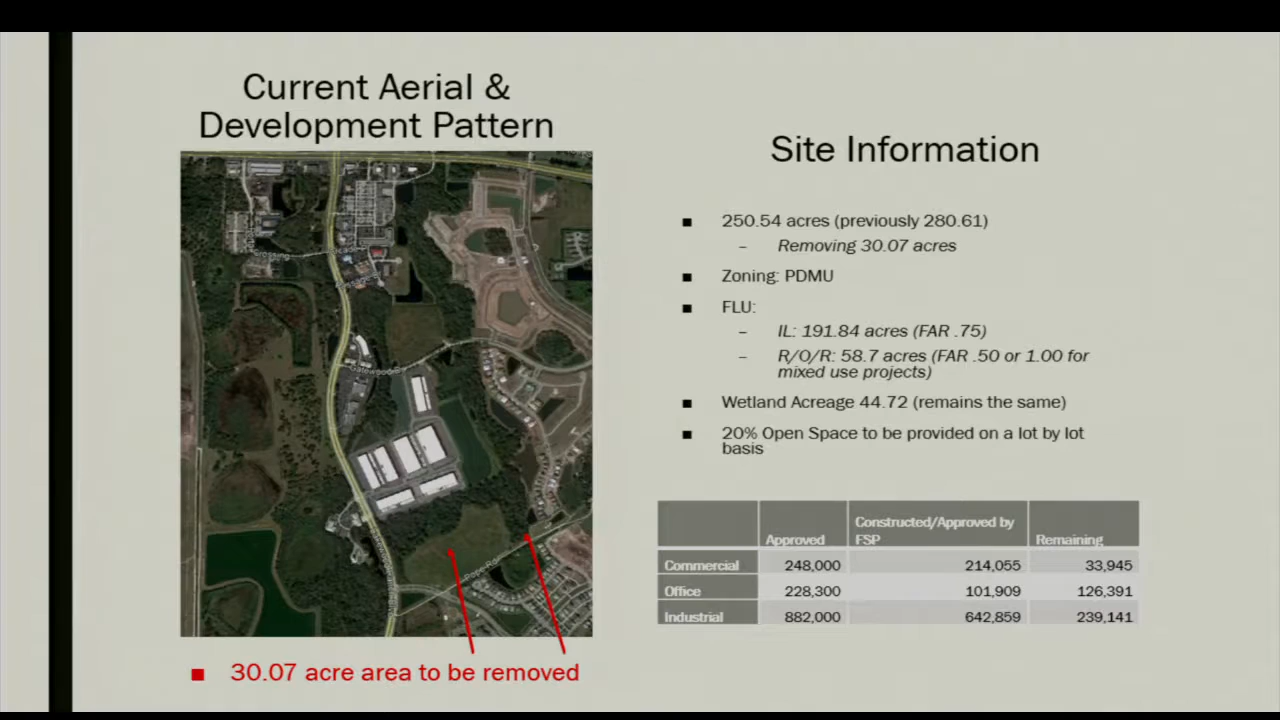 Current Aerial &
Development Pattern
Gatewood Dr
Pope Road
■ 30.07 acre area to be removed
Site Information
■ 250.54 acres (previously 280.61)
– Removing 30.07 acres
■ Zoning: PDMU
■ FLU:
– IL: 191.84 acres (FAR .75)
– R/O/R: 58.7 acres (FAR .50 or 1.00 for
mixed use projects)
■ Wetland Acreage 44.72 (remains the same)
■ 20% Open Space to be provided on a lot by lot
basis
Approved Constructed/Approved by
FSP Remaining
Commercial 248,000 214,055 33,945
Office 228,300 101,909 126,391
Industrial 882,000 642,859 239,141